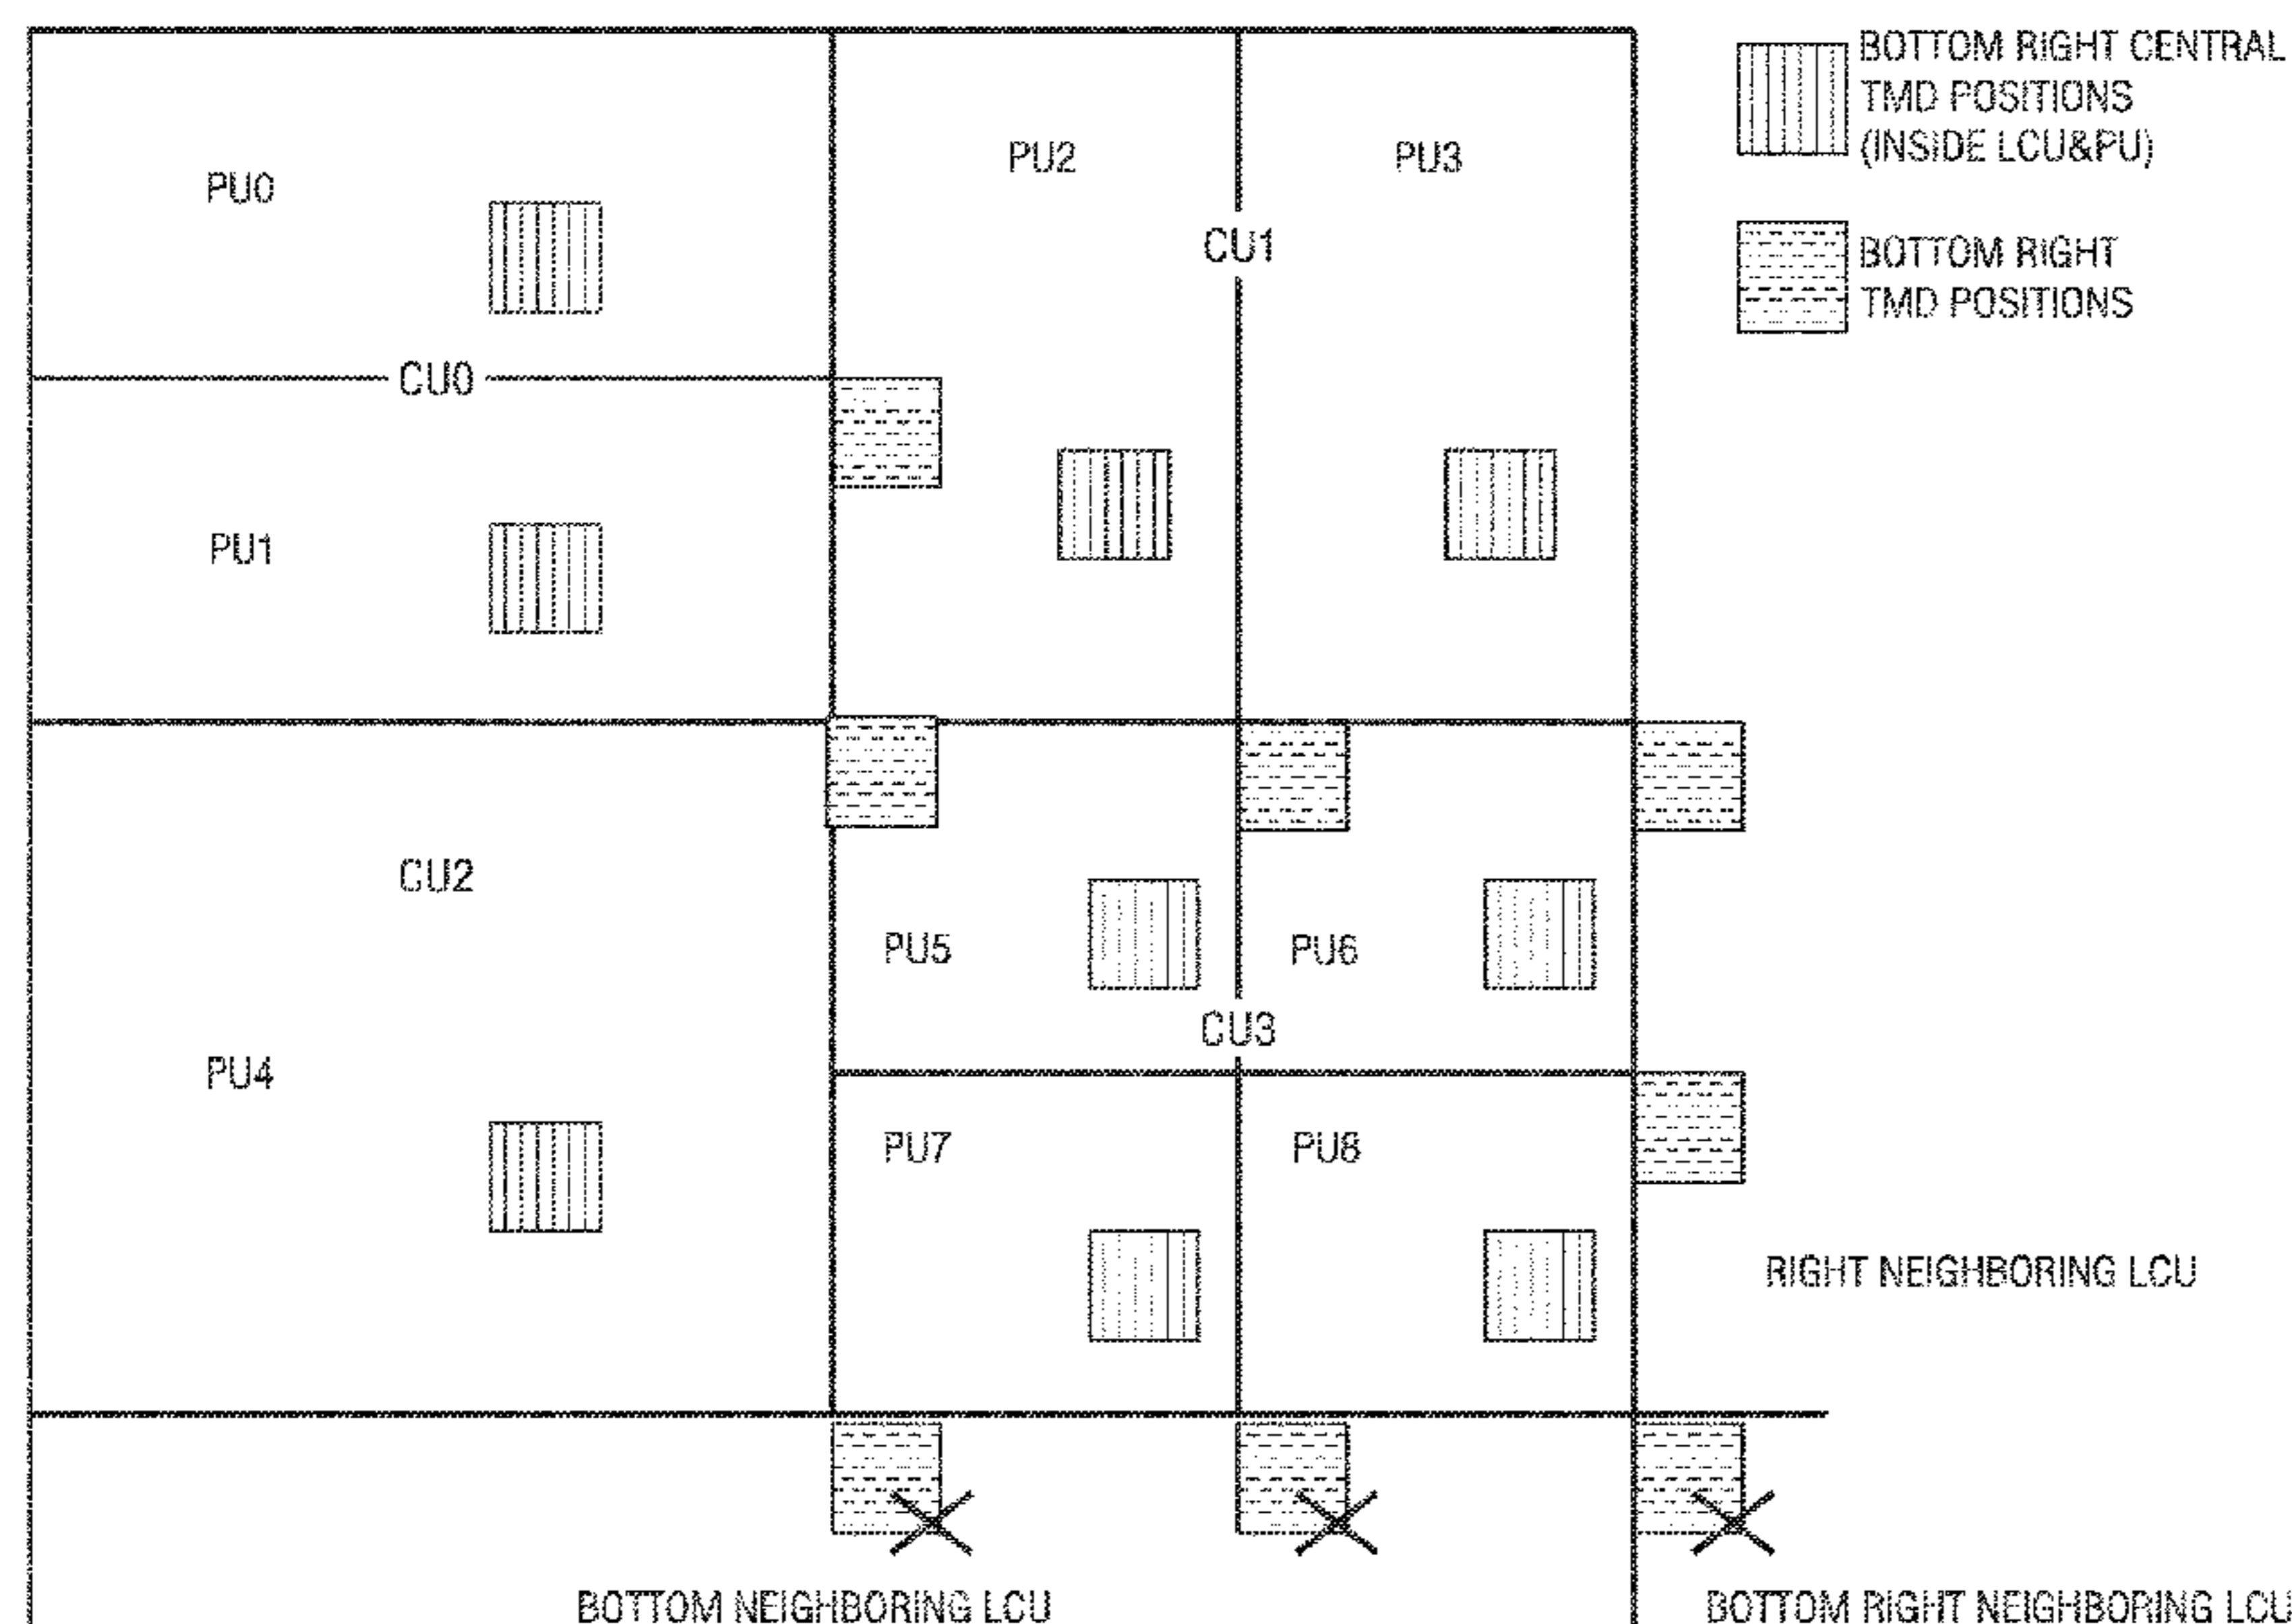 BOTTOM RIGHT CENTRAL
TMD POSITIONS
(INSIDE LCU&PU)
BOTTOM RIGHT
TMD POSITIONS
PU0
PU2
PU3
CU1
CU0
PU1
CU2
PU5
PU6
CU3
PU4
PU7
PU8
RIGHT NEIGHBORING LCU
BOTTOM NEIGHBORING LCU
BOTTOM RIGHT NEIGHBORING LCU